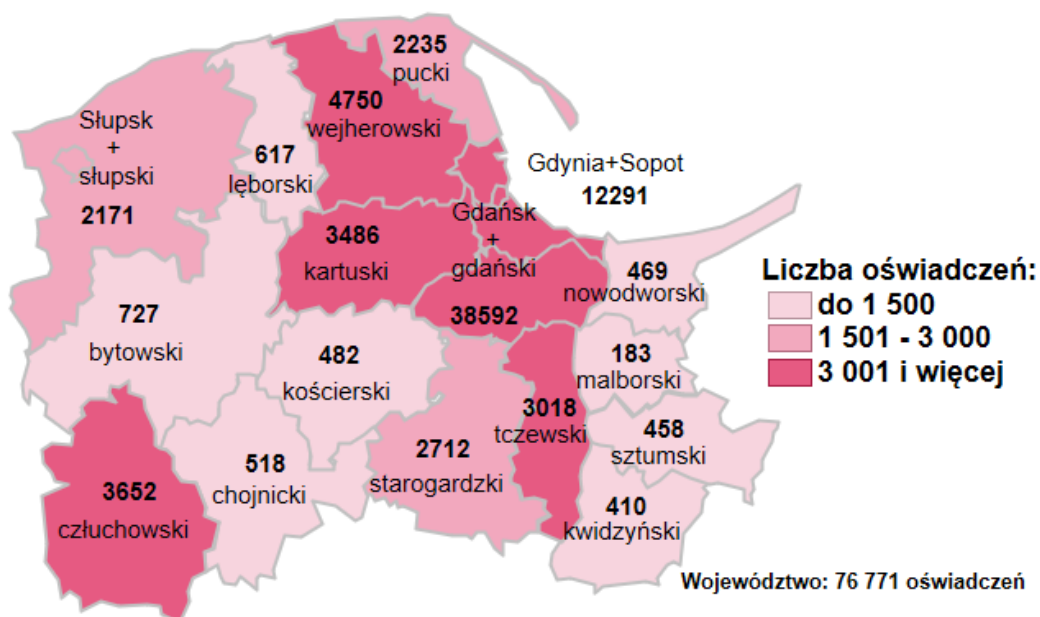 2235
pucki
4750
wejherowski
Słupsk
+
słupski
2171
617
lęborski
Gdynia+Sopot
12291
3486
kartuski
Gdańsk
+
gdański
38592
469
nowodworski
727
bytowski
482
kościerski
183
malborski
3018
tczewski
458
sztumski
2712
starogardzki
518
chojnicki
3652
człuchowski
410
kwidzyński
Liczba oświadczeń:
do 1 500
1 501 - 3 000
3 001 i więcej
Województwo: 76 771 oświadczeń